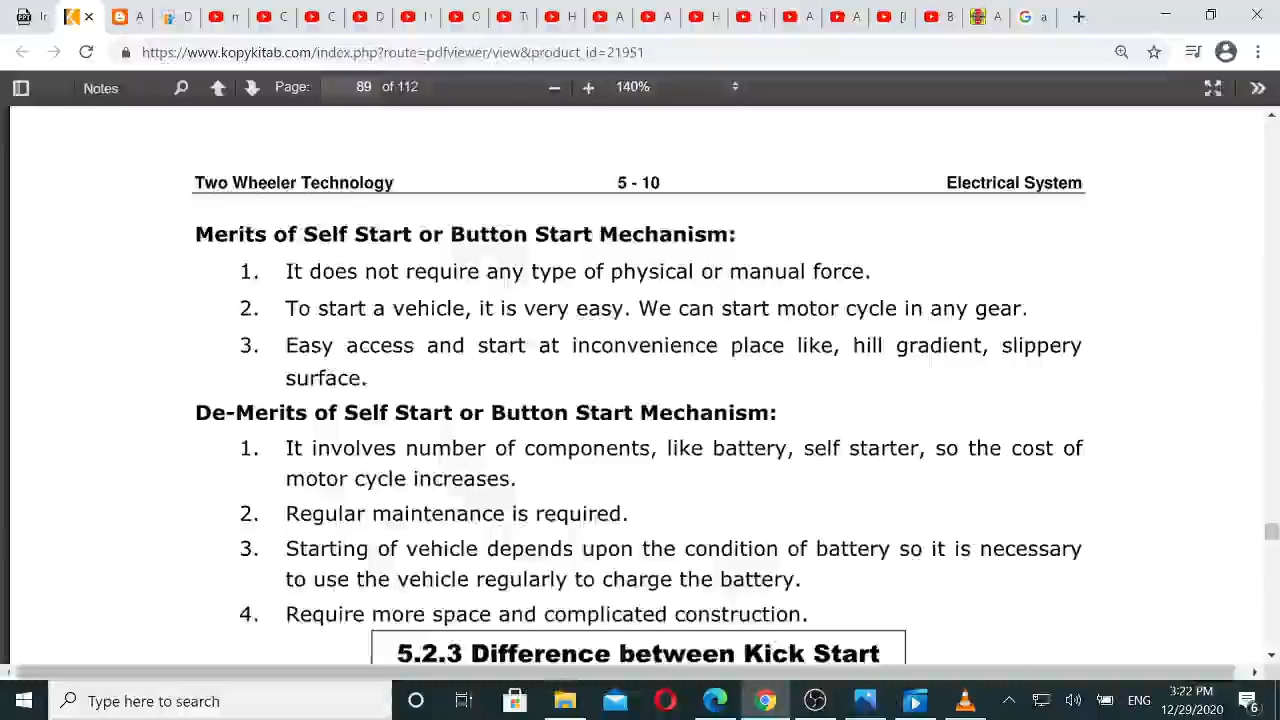 Ir
K
A
m
H
C
D
H
C
O
Tv
H
A
A
H
h
A
A
[l
B
A
a
https://www.kopykitab.com/index.php?route=pdfviewer/view&product_id=21951
Notes
Page: 89 of 112
140%
Two Wheeler Technology 5 - 10 Electrical System
Merits of Self Start or Button Start Mechanism:
1. It does not require any type of physical or manual force.
2. To start a vehicle, it is very easy. We can start motor cycle in any gear.
3. Easy access and start at inconvenience place like, hill gradient, slippery
surface.
De-Merits of Self Start or Button Start Mechanism:
1. It involves number of components, like battery, self starter, so the cost of
motor cycle increases.
2. Regular maintenance is required.
3. Starting of vehicle depends upon the condition of battery so it is necessary
to use the vehicle regularly to charge the battery.
4. Require more space and complicated construction.
5.2.3 Difference between Kick Start
Type here to search
ENG
3:22 PM
12/29/2020
6